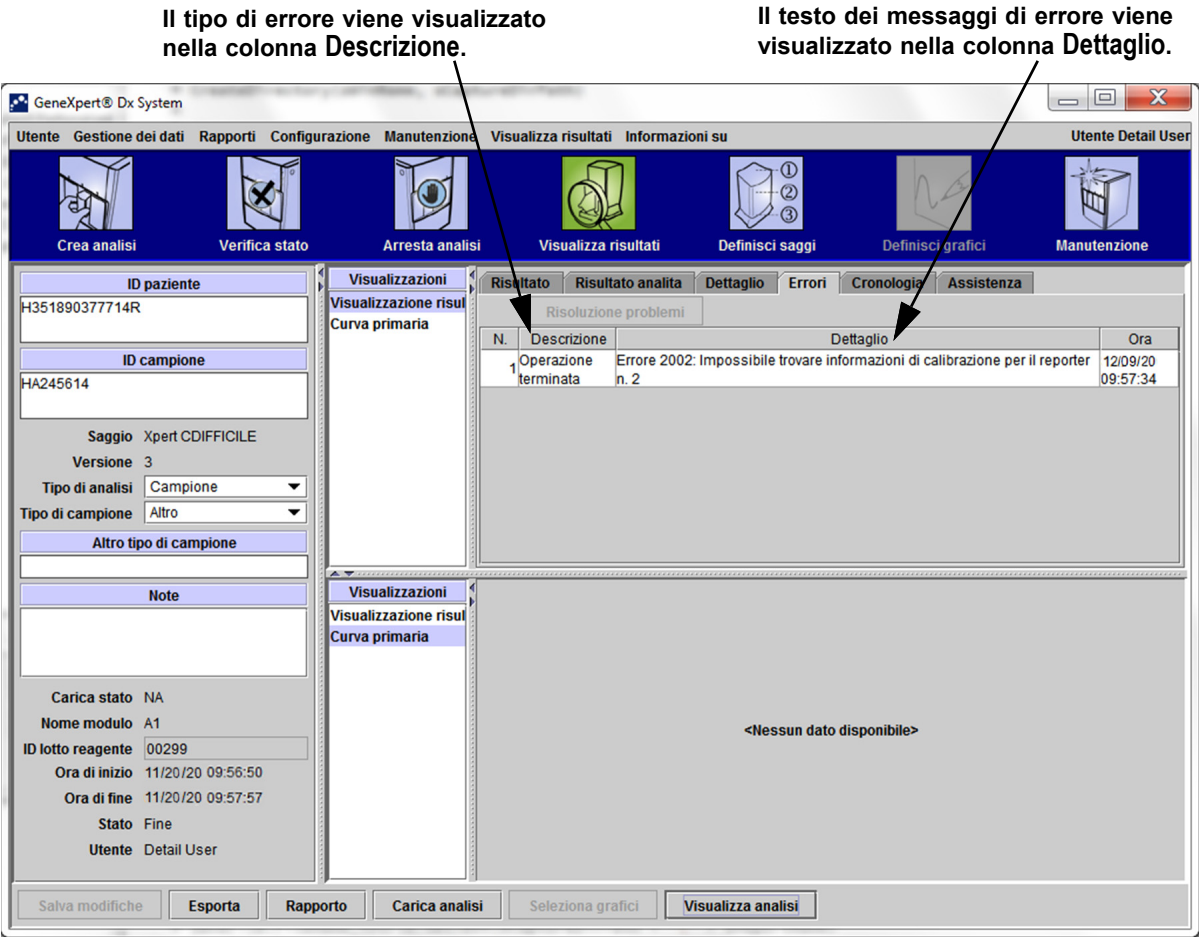 Il tipo di errore viene visualizzato
nella colonna Descrizione.
Il testo dei messaggi di errore viene
visualizzato nella colonna Dettaglio.
GeneXpert® Dx System
Utente Gestione dei dati Rapporti Configurazione Manutenzione Visualizza risultati Informazioni su Utente Detail User
Crea analisi Verifica stato Arresta analisi Visualizza risultati Definisci saggi Definisci grafici Manutenzione
ID paziente
H351890377714R
ID campione
HA245614
Saggio Xpert CDIFFICILE
Versione 3
Tipo di analisi Campione
Tipo di campione Altro
Altro tipo di campione
Note
Carica stato NA
Nome modulo A1
ID lotto reagente 00299
Ora di inizio 11/20/20 09:56:50
Ora di fine 11/20/20 09:57:57
Stato Fine
Utente Detail User
Visualizzazioni
Visualizzazione risul
Curva primaria
Risultato Risultato analita Dettaglio Errori Cronologia Assistenza
Risoluzione problemi
N. Descrizione Dettaglio Ora
1 Operazione Errore 2002: Impossibile trovare informazioni di calibrazione per il reporter 12/09/20
terminata n. 2 09:57:34
Visualizzazioni
Visualizzazione risul
Curva primaria
<Nessun dato disponibile>
Salva modifiche Esporta Rapporto Carica analisi Seleziona grafici Visualizza analisi